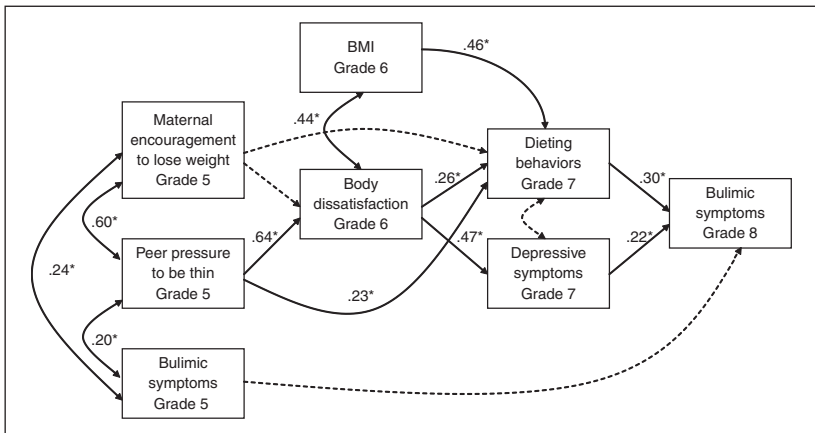 BMI
Grade 6
.46*
.44*
Maternal
encouragement
to lose weight
Grade 5
Dieting
behaviors
Grade 7
.26*
.30*
Body
dissatisfaction
Grade 6
Bulimic
symptoms
Grade 8
.60*
.64*
.47*
.22*
Peer pressure
to be thin
Grade 5
Depressive
symptoms
Grade 7
.24*
.23*
.20*
Bulimic
symptoms
Grade 5